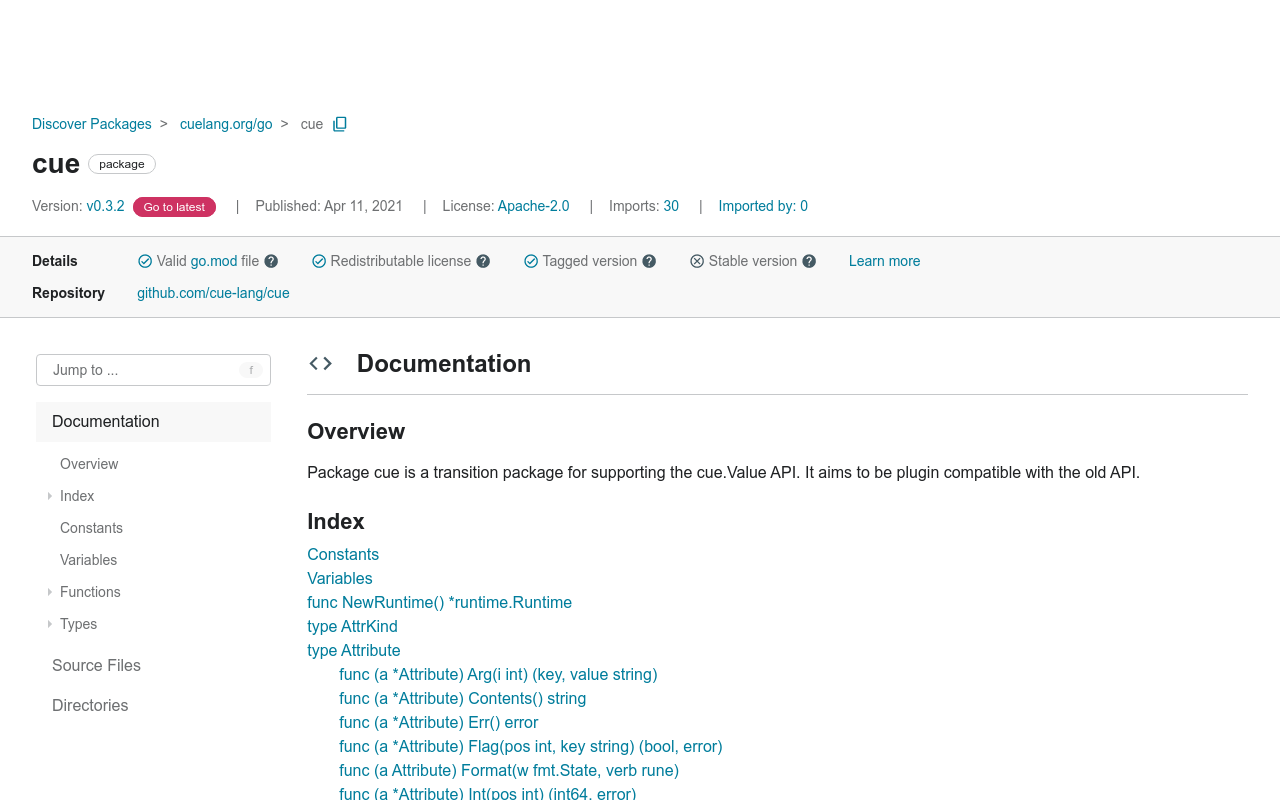 Discover Packages > cuelang.org/go > cue
cue package
Version: v0.3.2 Go to latest | Published: Apr 11, 2021 | License: Apache-2.0 | Imports: 30 | Imported by: 0
Details Valid go.mod file ? Redistributable license ? Tagged version ? Stable version ? Learn more
Repository github.com/cue-lang/cue
Jump to ... f
Documentation
Overview
Index
Constants
Variables
Functions
Types
Source Files
Directories
Documentation
Overview
Package cue is a transition package for supporting the cue.Value API. It aims to be plugin compatible with the old API.
Index
Constants
Variables
func NewRuntime() *runtime.Runtime
type AttrKind
type Attribute
func (a *Attribute) Arg(i int) (key, value string)
func (a *Attribute) Contents() string
func (a *Attribute) Err() error
func (a *Attribute) Flag(pos int, key string) (bool, error)
func (a Attribute) Format(w fmt.State, verb rune)
func (a *Attribute) Int(pos int) (int64, error)